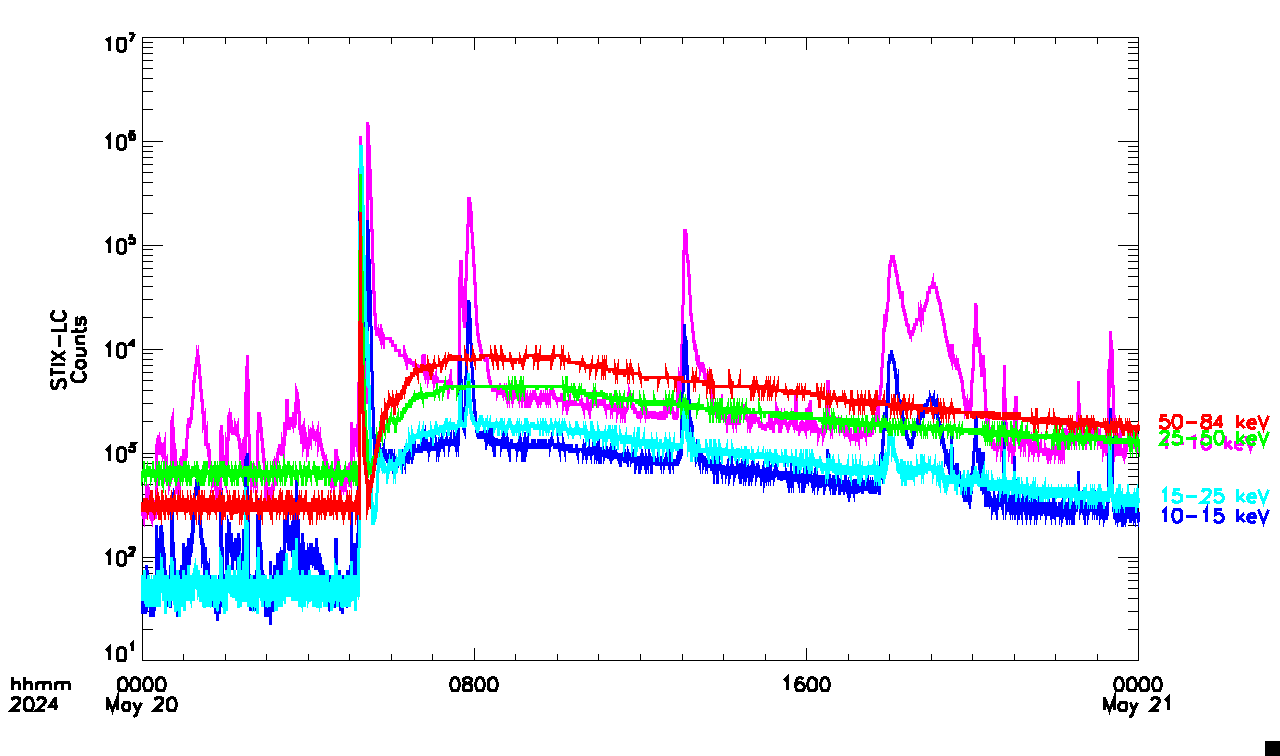 10⁷
10⁶
10⁵
10⁴
10³
10²
10¹
STIX-LC
Counts
50-84 keV
25-50 keV
15-25 keV
10-15 keV
hhmm 0000 0800 1600 0000
2024 May 20 May 21